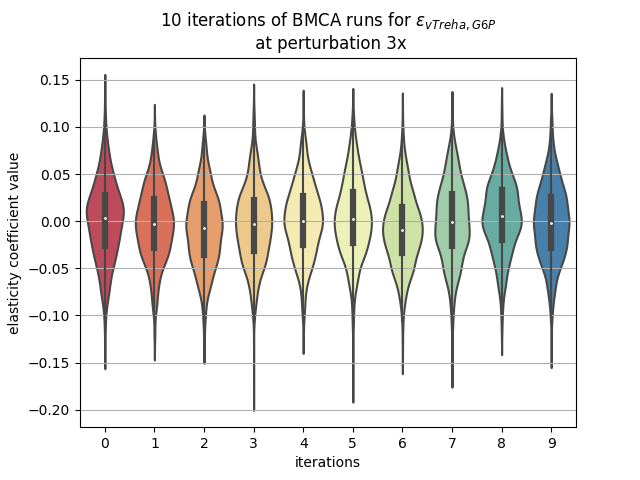 10 iterations of BMCA runs for ε_{vTreha, G6P}
at perturbation 3x
0.15
0.10
0.05
0.00
−0.05
−0.10
−0.15
−0.20
elasticity coefficient value
0 1 2 3 4 5 6 7 8 9
iterations